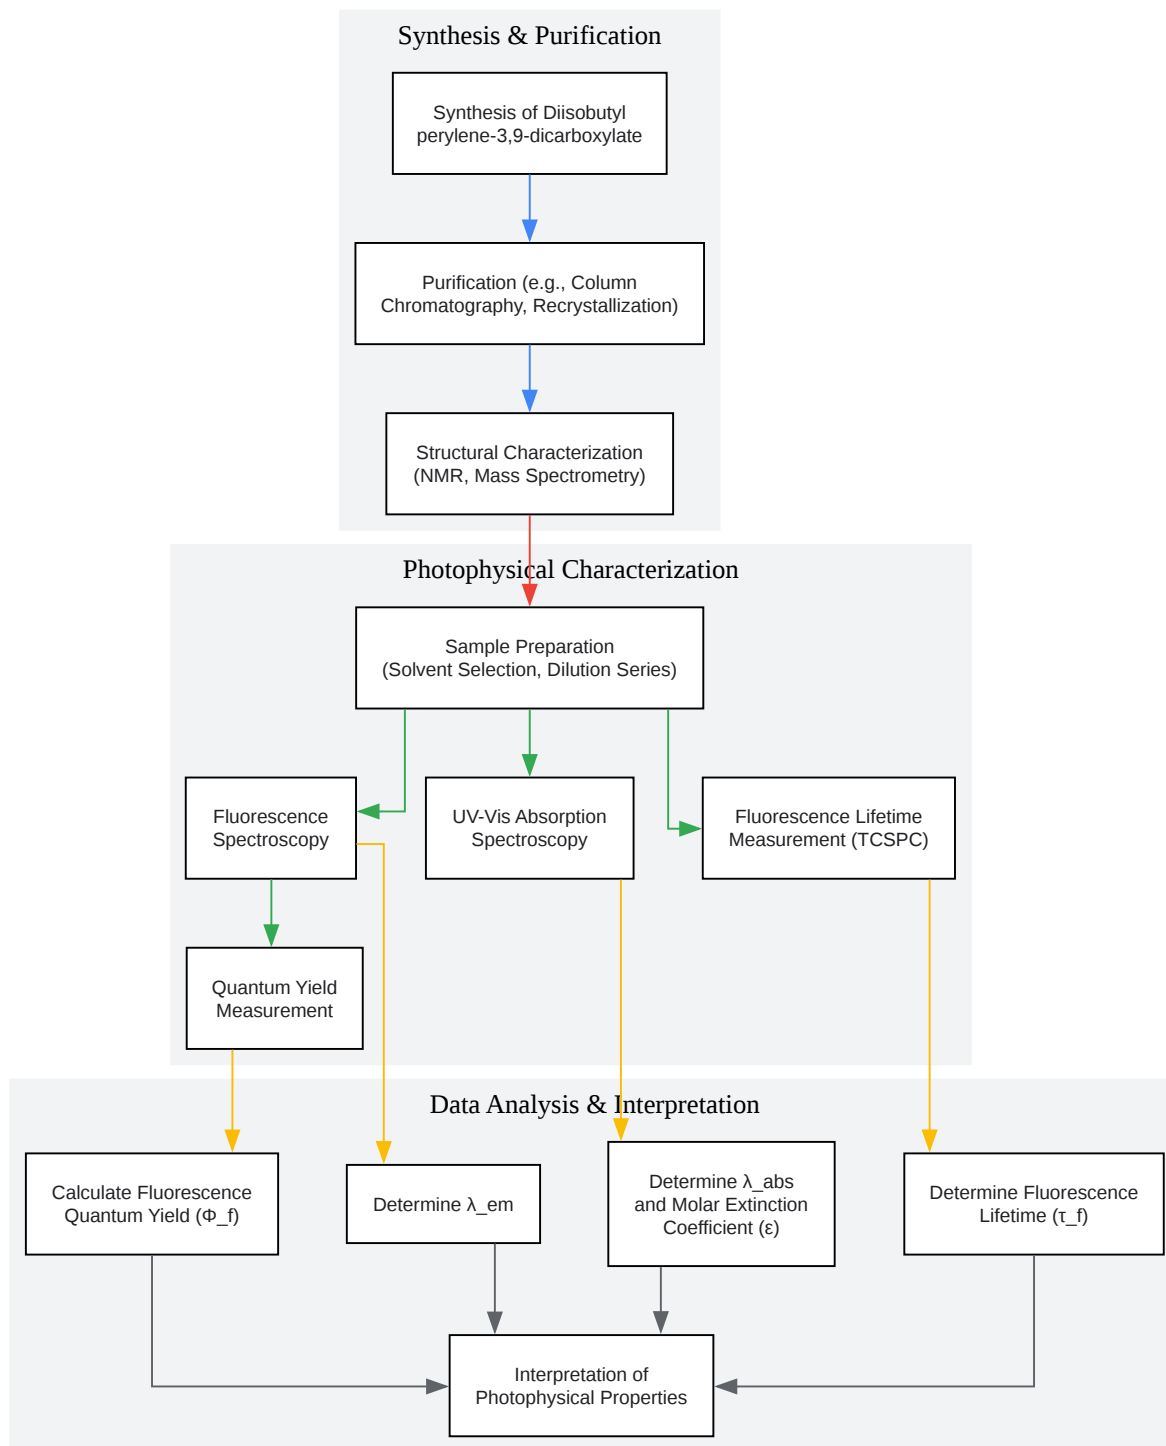 Synthesis & Purification
Synthesis of Diisobutyl
perylene-3,9-dicarboxylate
Purification (e.g., Column
Chromatography, Recrystallization)
Structural Characterization
(NMR, Mass Spectrometry)
Photophysical Characterization
Sample Preparation
(Solvent Selection, Dilution Series)
Fluorescence
Spectroscopy
UV-Vis Absorption
Spectroscopy
Fluorescence Lifetime
Measurement (TCSPC)
Quantum Yield
Measurement
Data Analysis & Interpretation
Calculate Fluorescence
Quantum Yield (Φ_f)
Determine λ_em
Determine λ_abs
and Molar Extinction
Coefficient (ε)
Determine Fluorescence
Lifetime (τ_f)
Interpretation of
Photophysical Properties